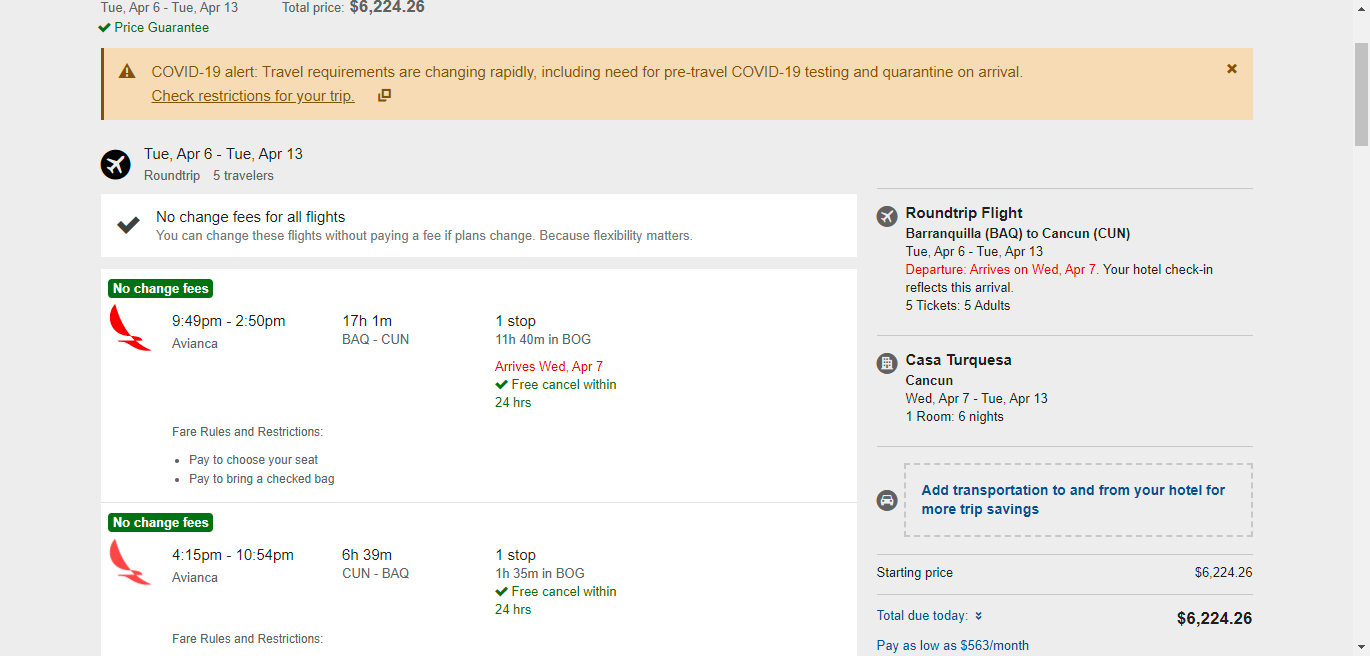 Tue, Apr 6 - Tue, Apr 13 Total price: $6,224.26
Price Guarantee
COVID-19 alert: Travel requirements are changing rapidly, including need for pre-travel COVID-19 testing and quarantine on arrival.
Check restrictions for your trip.
Tue, Apr 6 - Tue, Apr 13
Roundtrip 5 travelers
No change fees for all flights
You can change these flights without paying a fee if plans change. Because flexibility matters.
No change fees
9:49pm - 2:50pm 17h 1m 1 stop
Avianca BAQ - CUN 11h 40m in BOG
Arrives Wed, Apr 7
Free cancel within
24 hrs
Fare Rules and Restrictions:
• Pay to choose your seat
• Pay to bring a checked bag
No change fees
4:15pm - 10:54pm 6h 39m 1 stop
Avianca CUN - BAQ 1h 35m in BOG
Free cancel within
24 hrs
Fare Rules and Restrictions:
Roundtrip Flight
Barranquilla (BAQ) to Cancun (CUN)
Tue, Apr 6 - Tue, Apr 13
Departure: Arrives on Wed, Apr 7. Your hotel check-in
reflects this arrival.
5 Tickets: 5 Adults
Casa Turquesa
Cancun
Wed, Apr 7 - Tue, Apr 13
1 Room: 6 nights
Add transportation to and from your hotel for
more trip savings
Starting price $6,224.26
Total due today: $6,224.26
Pay as low as $563/month